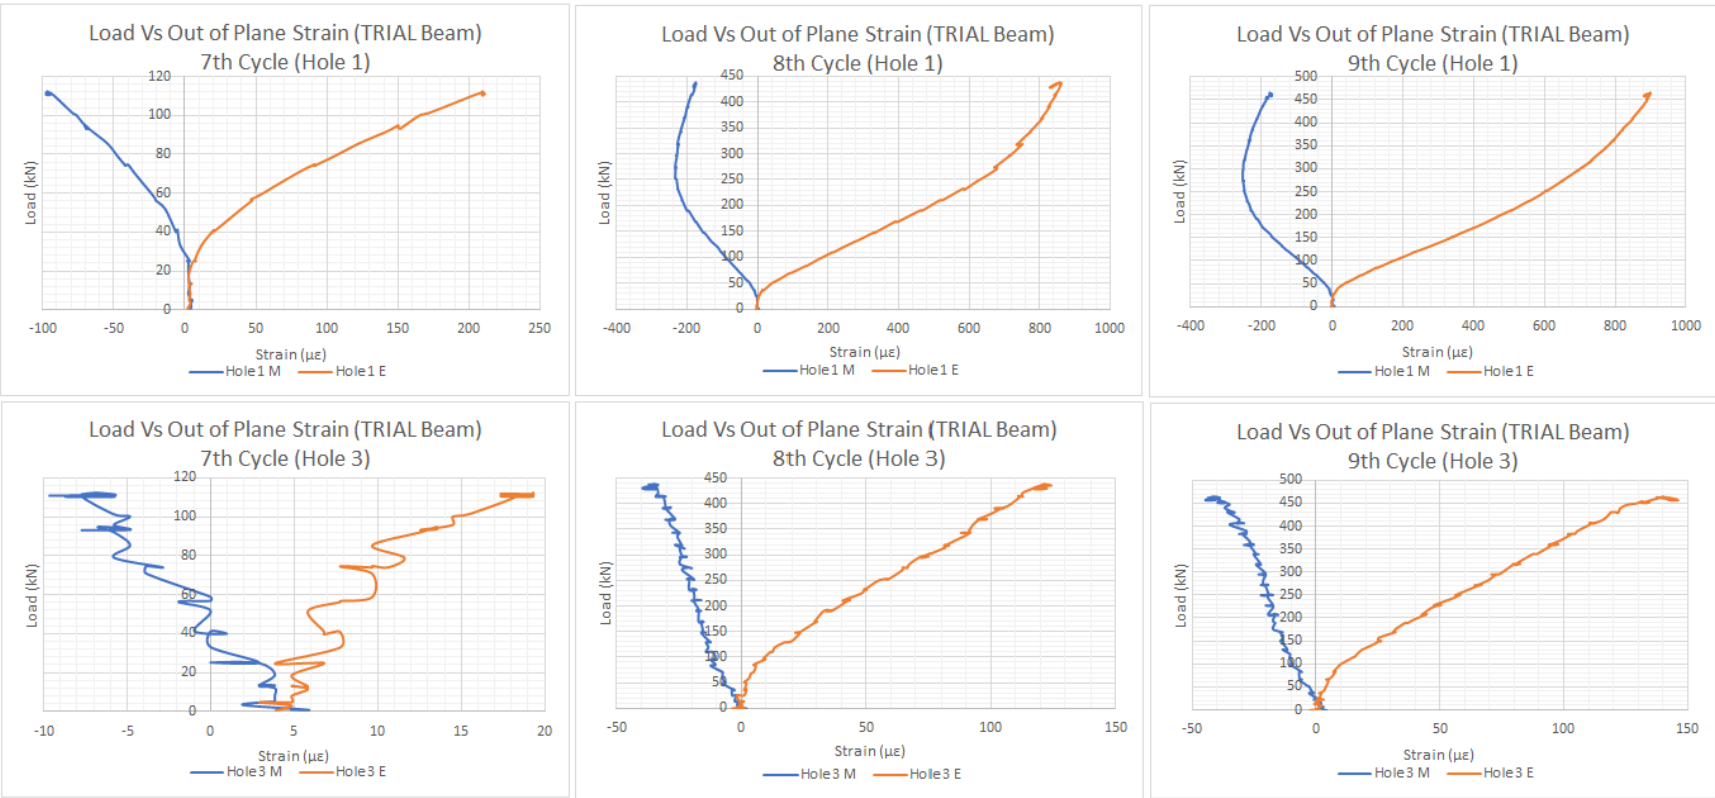 Load Vs Out of Plane Strain (TRIAL Beam)
7th Cycle (Hole 1)
120
100
80
60
40
20
0
-100 -50 0 50 100 150 200 250
Load (kN)
Strain (µε)
Hole1 M Hole1 E
Load Vs Out of Plane Strain (TRIAL Beam)
8th Cycle (Hole 1)
450
400
350
300
250
200
150
100
50
0
-400 -200 0 200 400 600 800 1000
Load (kN)
Strain (µε)
Hole1 M Hole1 E
Load Vs Out of Plane Strain (TRIAL Beam)
9th Cycle (Hole 1)
500
450
400
350
300
250
200
150
100
50
0
-400 -200 0 200 400 600 800 1000
Load (kN)
Strain (µε)
Hole1 M Hole1 E
Load Vs Out of Plane Strain (TRIAL Beam)
7th Cycle (Hole 3)
120
100
80
60
40
20
0
-10 -5 0 5 10 15 20
Load (kN)
Strain (µε)
Hole3 M Hole3 E
Load Vs Out of Plane Strain (TRIAL Beam)
8th Cycle (Hole 3)
450
400
350
300
250
200
150
100
50
0
-50 0 50 100 150
Load (kN)
Strain (µε)
Hole3 M Hole3 E
Load Vs Out of Plane Strain (TRIAL Beam)
9th Cycle (Hole 3)
500
450
400
350
300
250
200
150
100
50
0
-50 0 50 100 150
Load (kN)
Strain (µε)
Hole3 M Hole3 E